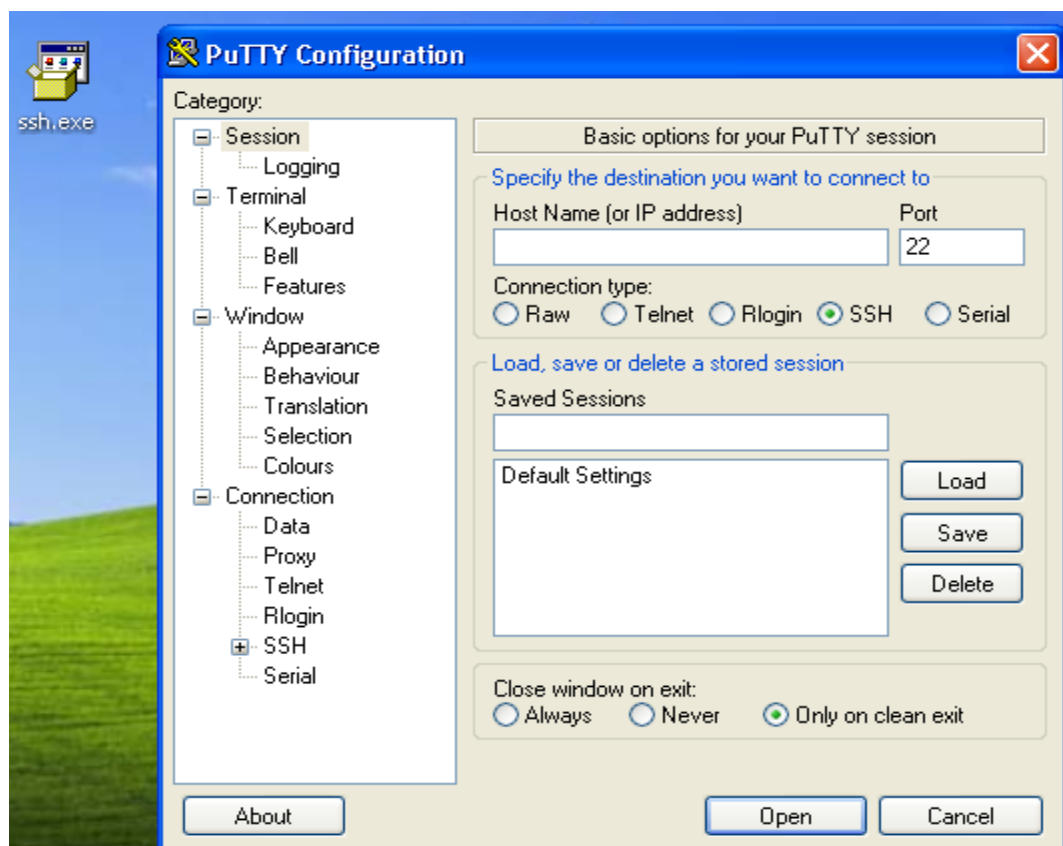 ssh.exe
PuTTY Configuration
Category:
Session
Logging
Terminal
Keyboard
Bell
Features
Window
Appearance
Behaviour
Translation
Selection
Colours
Connection
Data
Proxy
Telnet
Rlogin
SSH
Serial
Basic options for your PuTTY session
Specify the destination you want to connect to
Host Name (or IP address) Port
22
Connection type:
Raw Telnet Rlogin SSH Serial
Load, save or delete a stored session
Saved Sessions
Default Settings
Load
Save
Delete
Close window on exit:
Always Never Only on clean exit
About Open Cancel